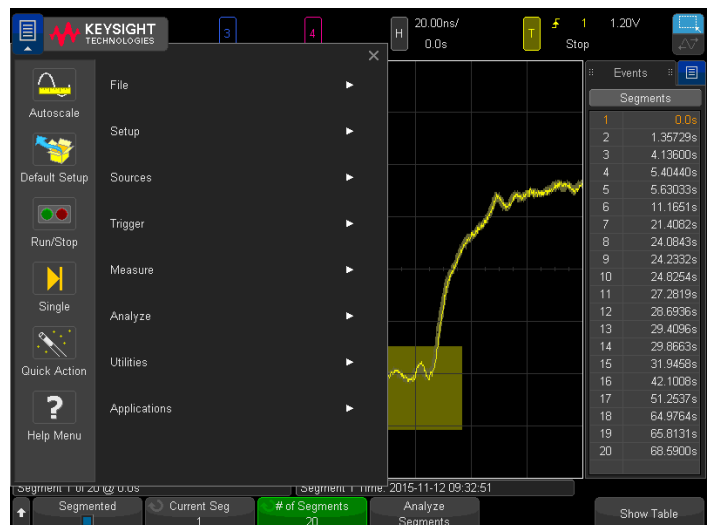 KEYSIGHT
TECHNOLOGIES
3
4
H
20.00ns/
0.0s
T
1
1.20V
Stop
File
Setup
Sources
Trigger
Measure
Analyze
Utilities
Applications
Autoscale
Default Setup
Run/Stop
Single
Quick Action
?
Help Menu
Events
Segments
1 0.0s
2 1.35729s
3 4.13600s
4 5.40440s
5 5.63033s
6 11.1651s
7 21.4082s
8 24.0843s
9 24.2332s
10 24.8254s
11 27.2819s
12 28.6936s
13 29.4096s
14 29.8663s
15 31.9458s
16 42.1008s
17 51.2537s
18 64.9764s
19 65.8131s
20 68.5900s
Segment 1 of 20 @ 0.0s
Segment 1 Time: 2015-11-12 09:32:51
Segmented
Current Seg
1
# of Segments
20
Analyze
Segments
Show Table